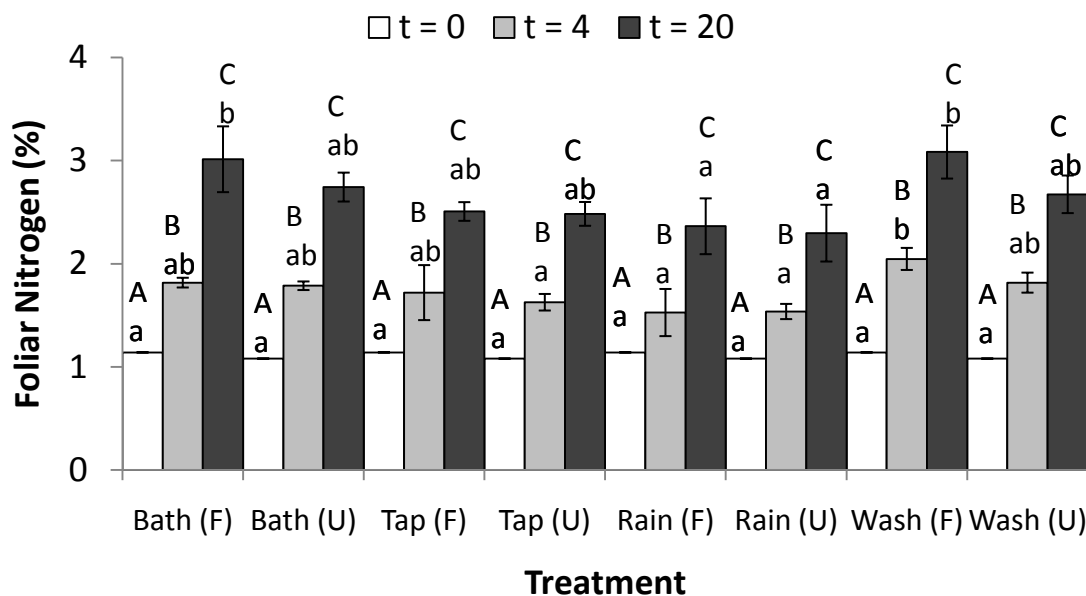 t = 0 t = 4 t = 20
Foliar Nitrogen (%)
4
3
2
1
0
A
a
B
ab
C
b
A
a
B
ab
C
ab
A
a
B
ab
C
ab
A
a
B
a
C
ab
A
a
B
a
C
a
A
a
B
a
C
a
A
a
B
b
C
b
A
a
B
ab
C
ab
Bath (F) Bath (U) Tap (F) Tap (U) Rain (F) Rain (U) Wash (F) Wash (U)
Treatment